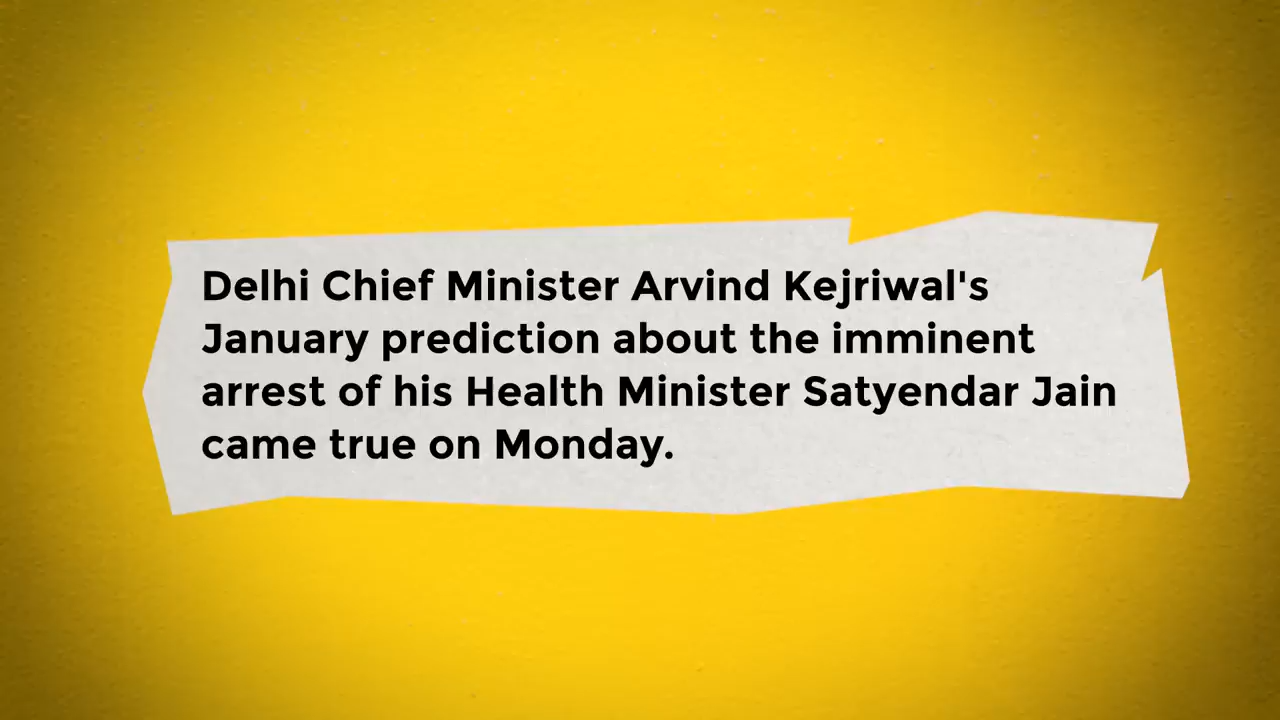 Delhi Chief Minister Arvind Kejriwal's
January prediction about the imminent
arrest of his Health Minister Satyendar Jain
came true on Monday.